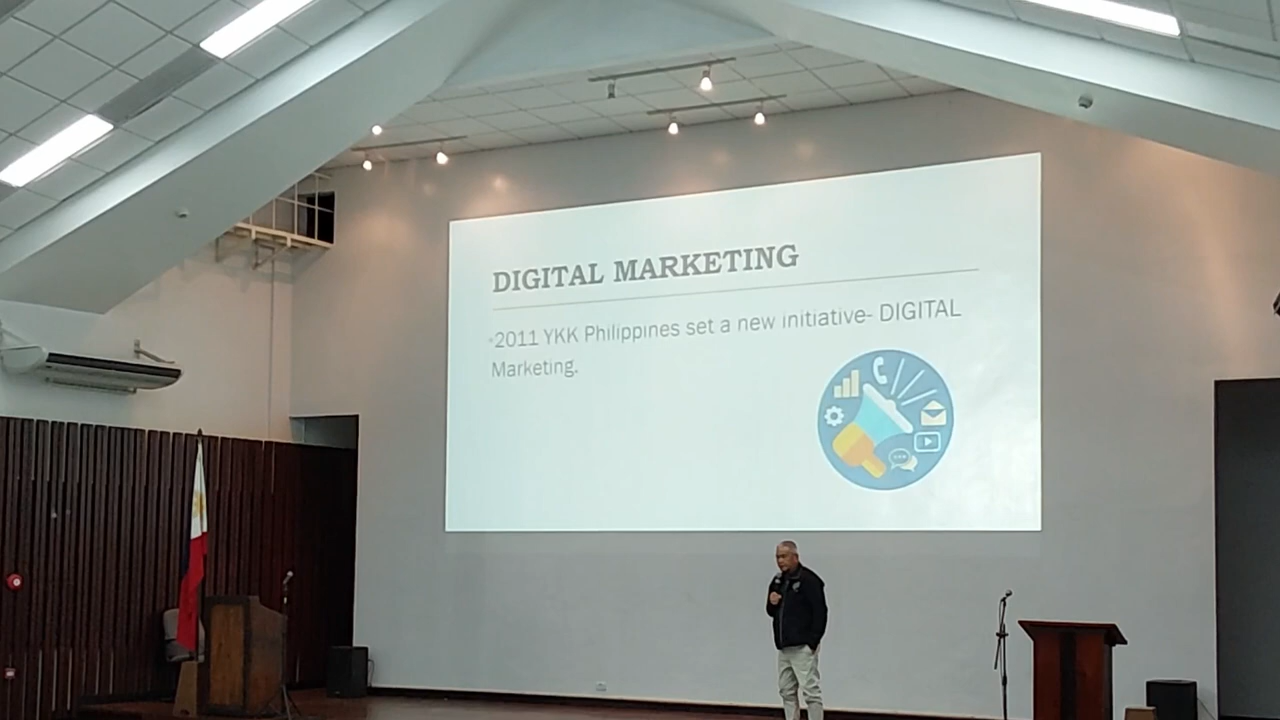 DIGITAL MARKETING
•2011 YKK Philippines set a new initiative- DIGITAL
Marketing.